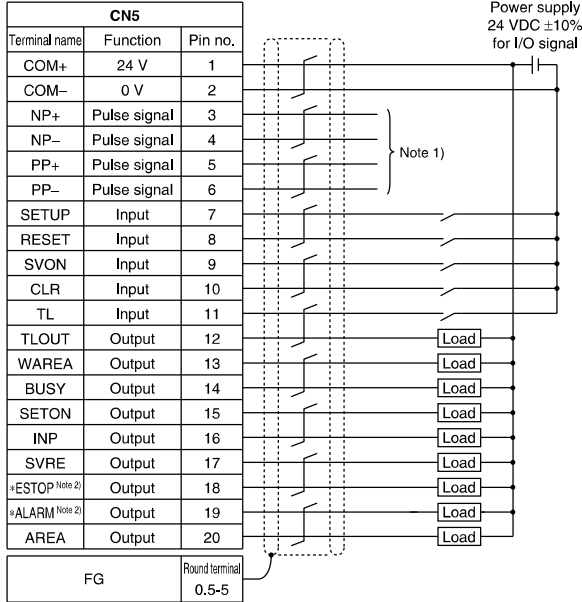 CN5
Power supply
24 VDC ±10%
for I/O signal
Terminal name Function Pin no.
COM+ 24 V 1
COM− 0 V 2
NP+ Pulse signal 3
NP− Pulse signal 4
PP+ Pulse signal 5
PP− Pulse signal 6
Note 1)
SETUP Input 7
RESET Input 8
SVON Input 9
CLR Input 10
TL Input 11
TLOUT Output 12 Load
WAREA Output 13 Load
BUSY Output 14 Load
SETON Output 15 Load
INP Output 16 Load
SVRE Output 17 Load
*ESTOP Note 2) Output 18 Load
*ALARM Note 2) Output 19 Load
AREA Output 20 Load
FG Round terminal
0.5-5